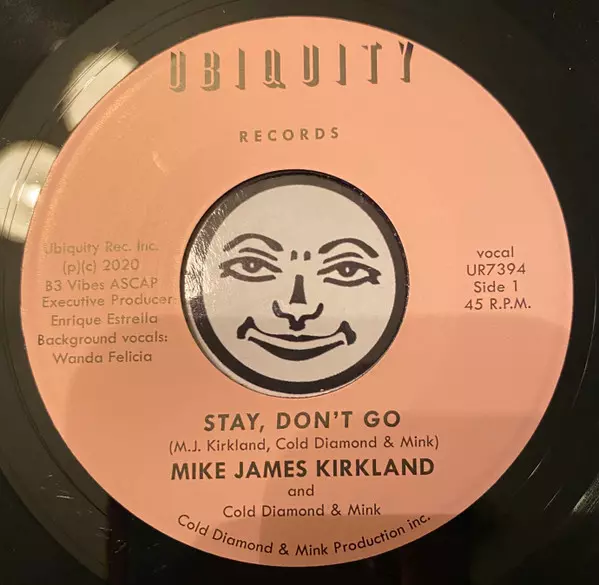 UBIQUITY
RECORDS
Ubiquity Rec. Inc.
(p)(c) 2020
B3 Vibes ASCAP
Executive Producer:
Enrique Estrella
Background vocals:
Wanda Felicia
vocal
UR7394
Side 1
45 R.P.M.
STAY, DON'T GO
(M.J. Kirkland, Cold Diamond & Mink)
MIKE JAMES KIRKLAND
and
Cold Diamond & Mink
Cold Diamond & Mink Production inc.